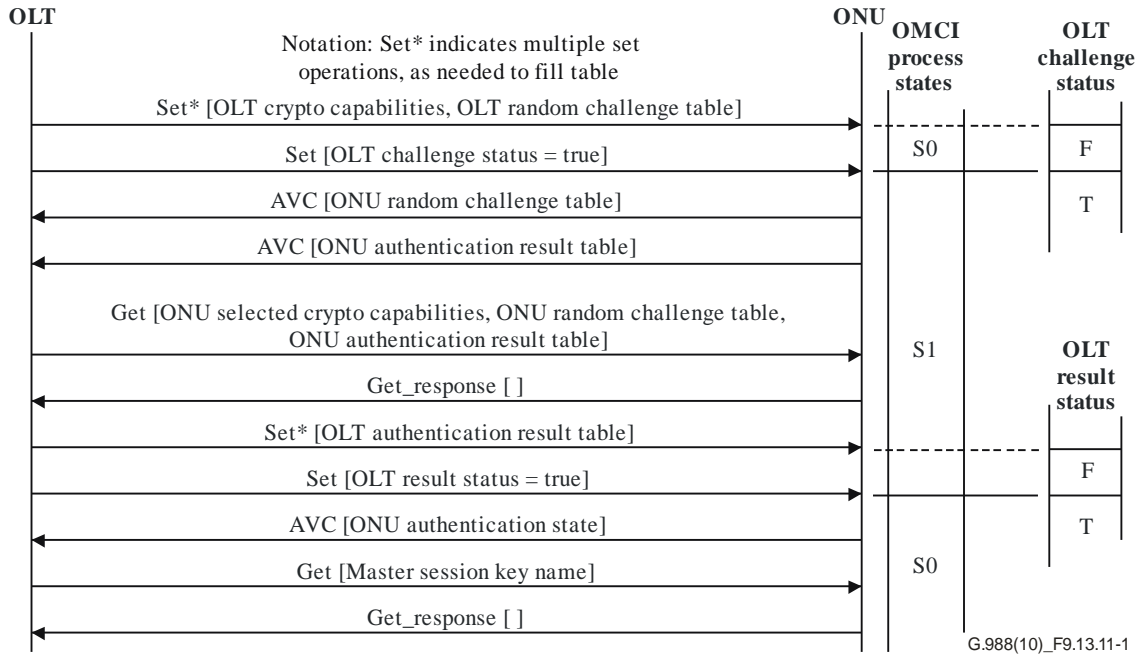 OLT
ONU
OMCI
process
states
OLT
challenge
status
Notation: Set* indicates multiple set
operations, as needed to fill table
Set* [OLT crypto capabilities, OLT random challenge table]
S0
F
Set [OLT challenge status = true]
AVC [ONU random challenge table]
T
AVC [ONU authentication result table]
Get [ONU selected crypto capabilities, ONU random challenge table,
ONU authentication result table]
S1
OLT
result
status
Get_response [ ]
Set* [OLT authentication result table]
F
Set [OLT result status = true]
AVC [ONU authentication state]
T
S0
Get [Master session key name]
Get_response [ ]
G.988(10)_F9.13.11-1